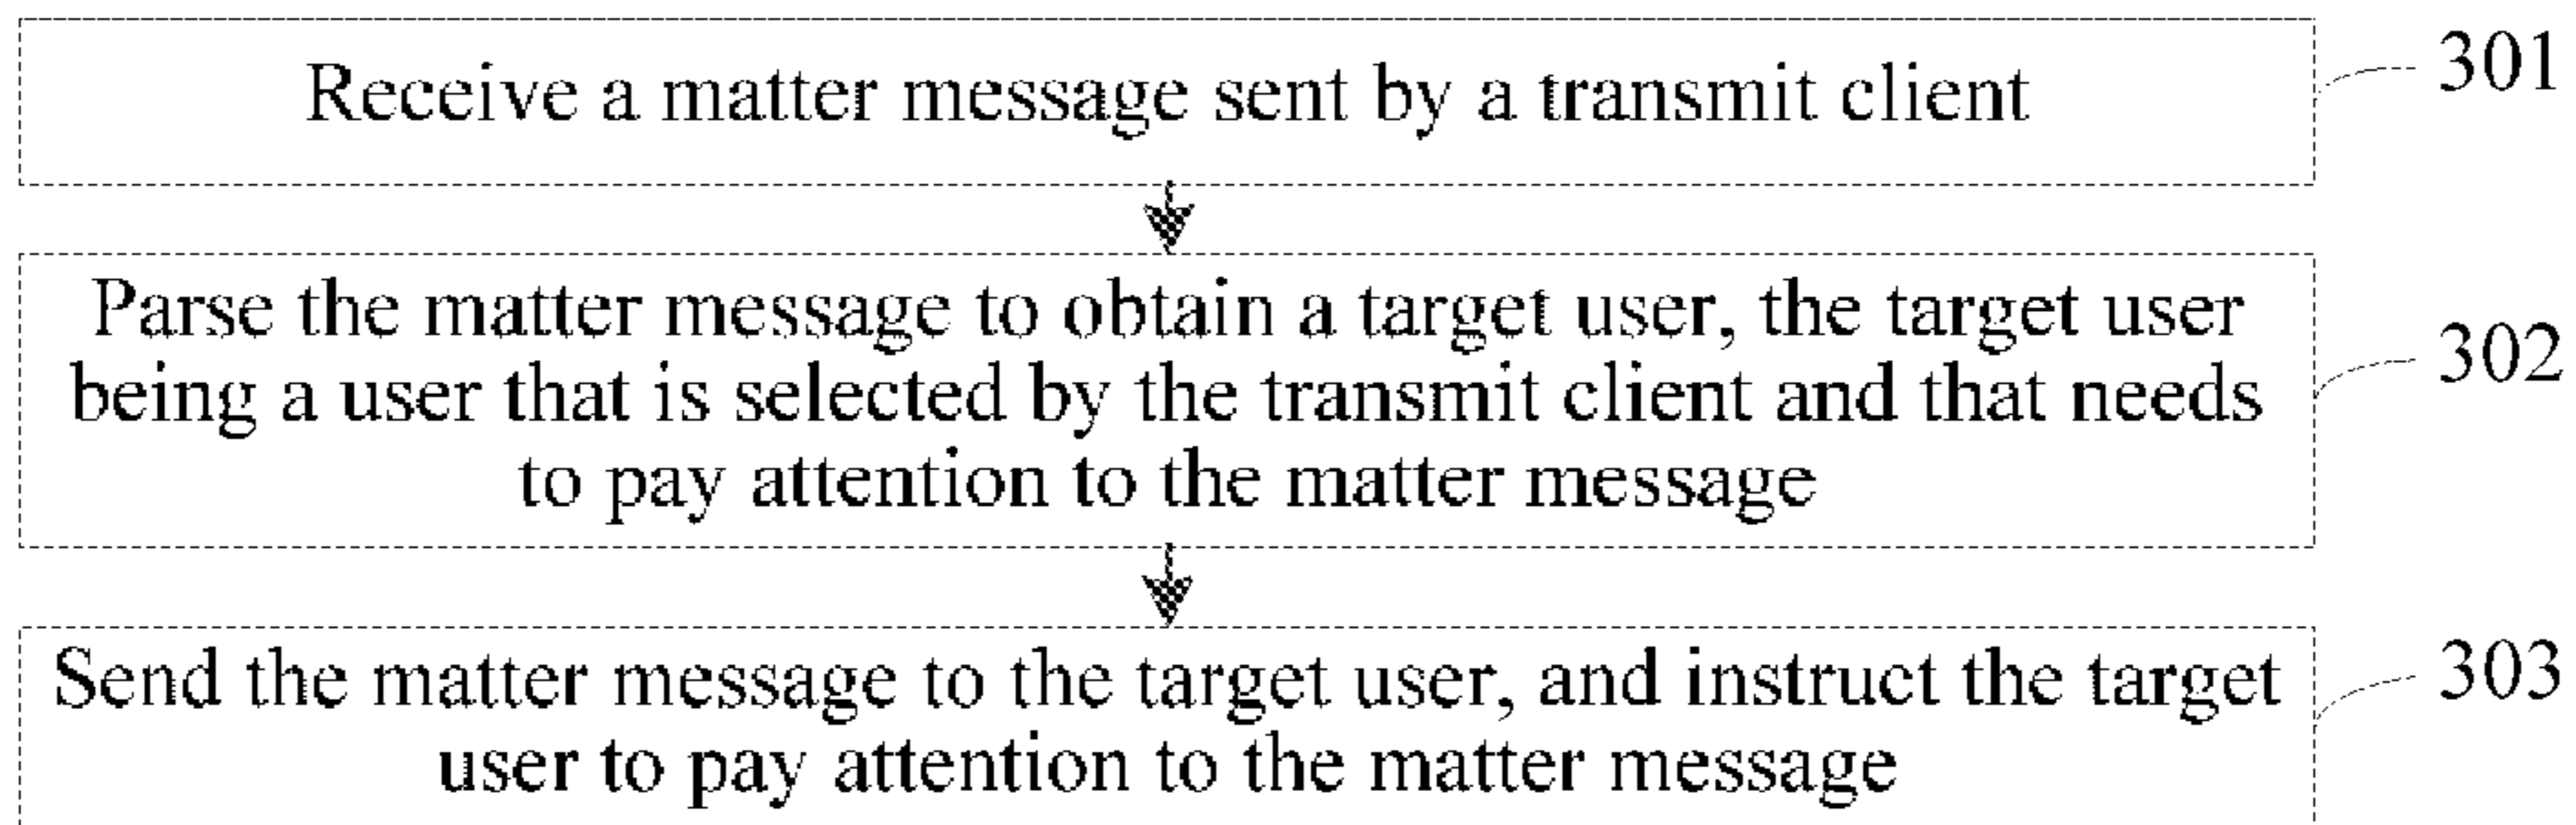 Receive a matter message sent by a transmit client
301
Parse the matter message to obtain a target user, the target user
being a user that is selected by the transmit client and that needs
to pay attention to the matter message
302
Send the matter message to the target user, and instruct the target
user to pay attention to the matter message
303